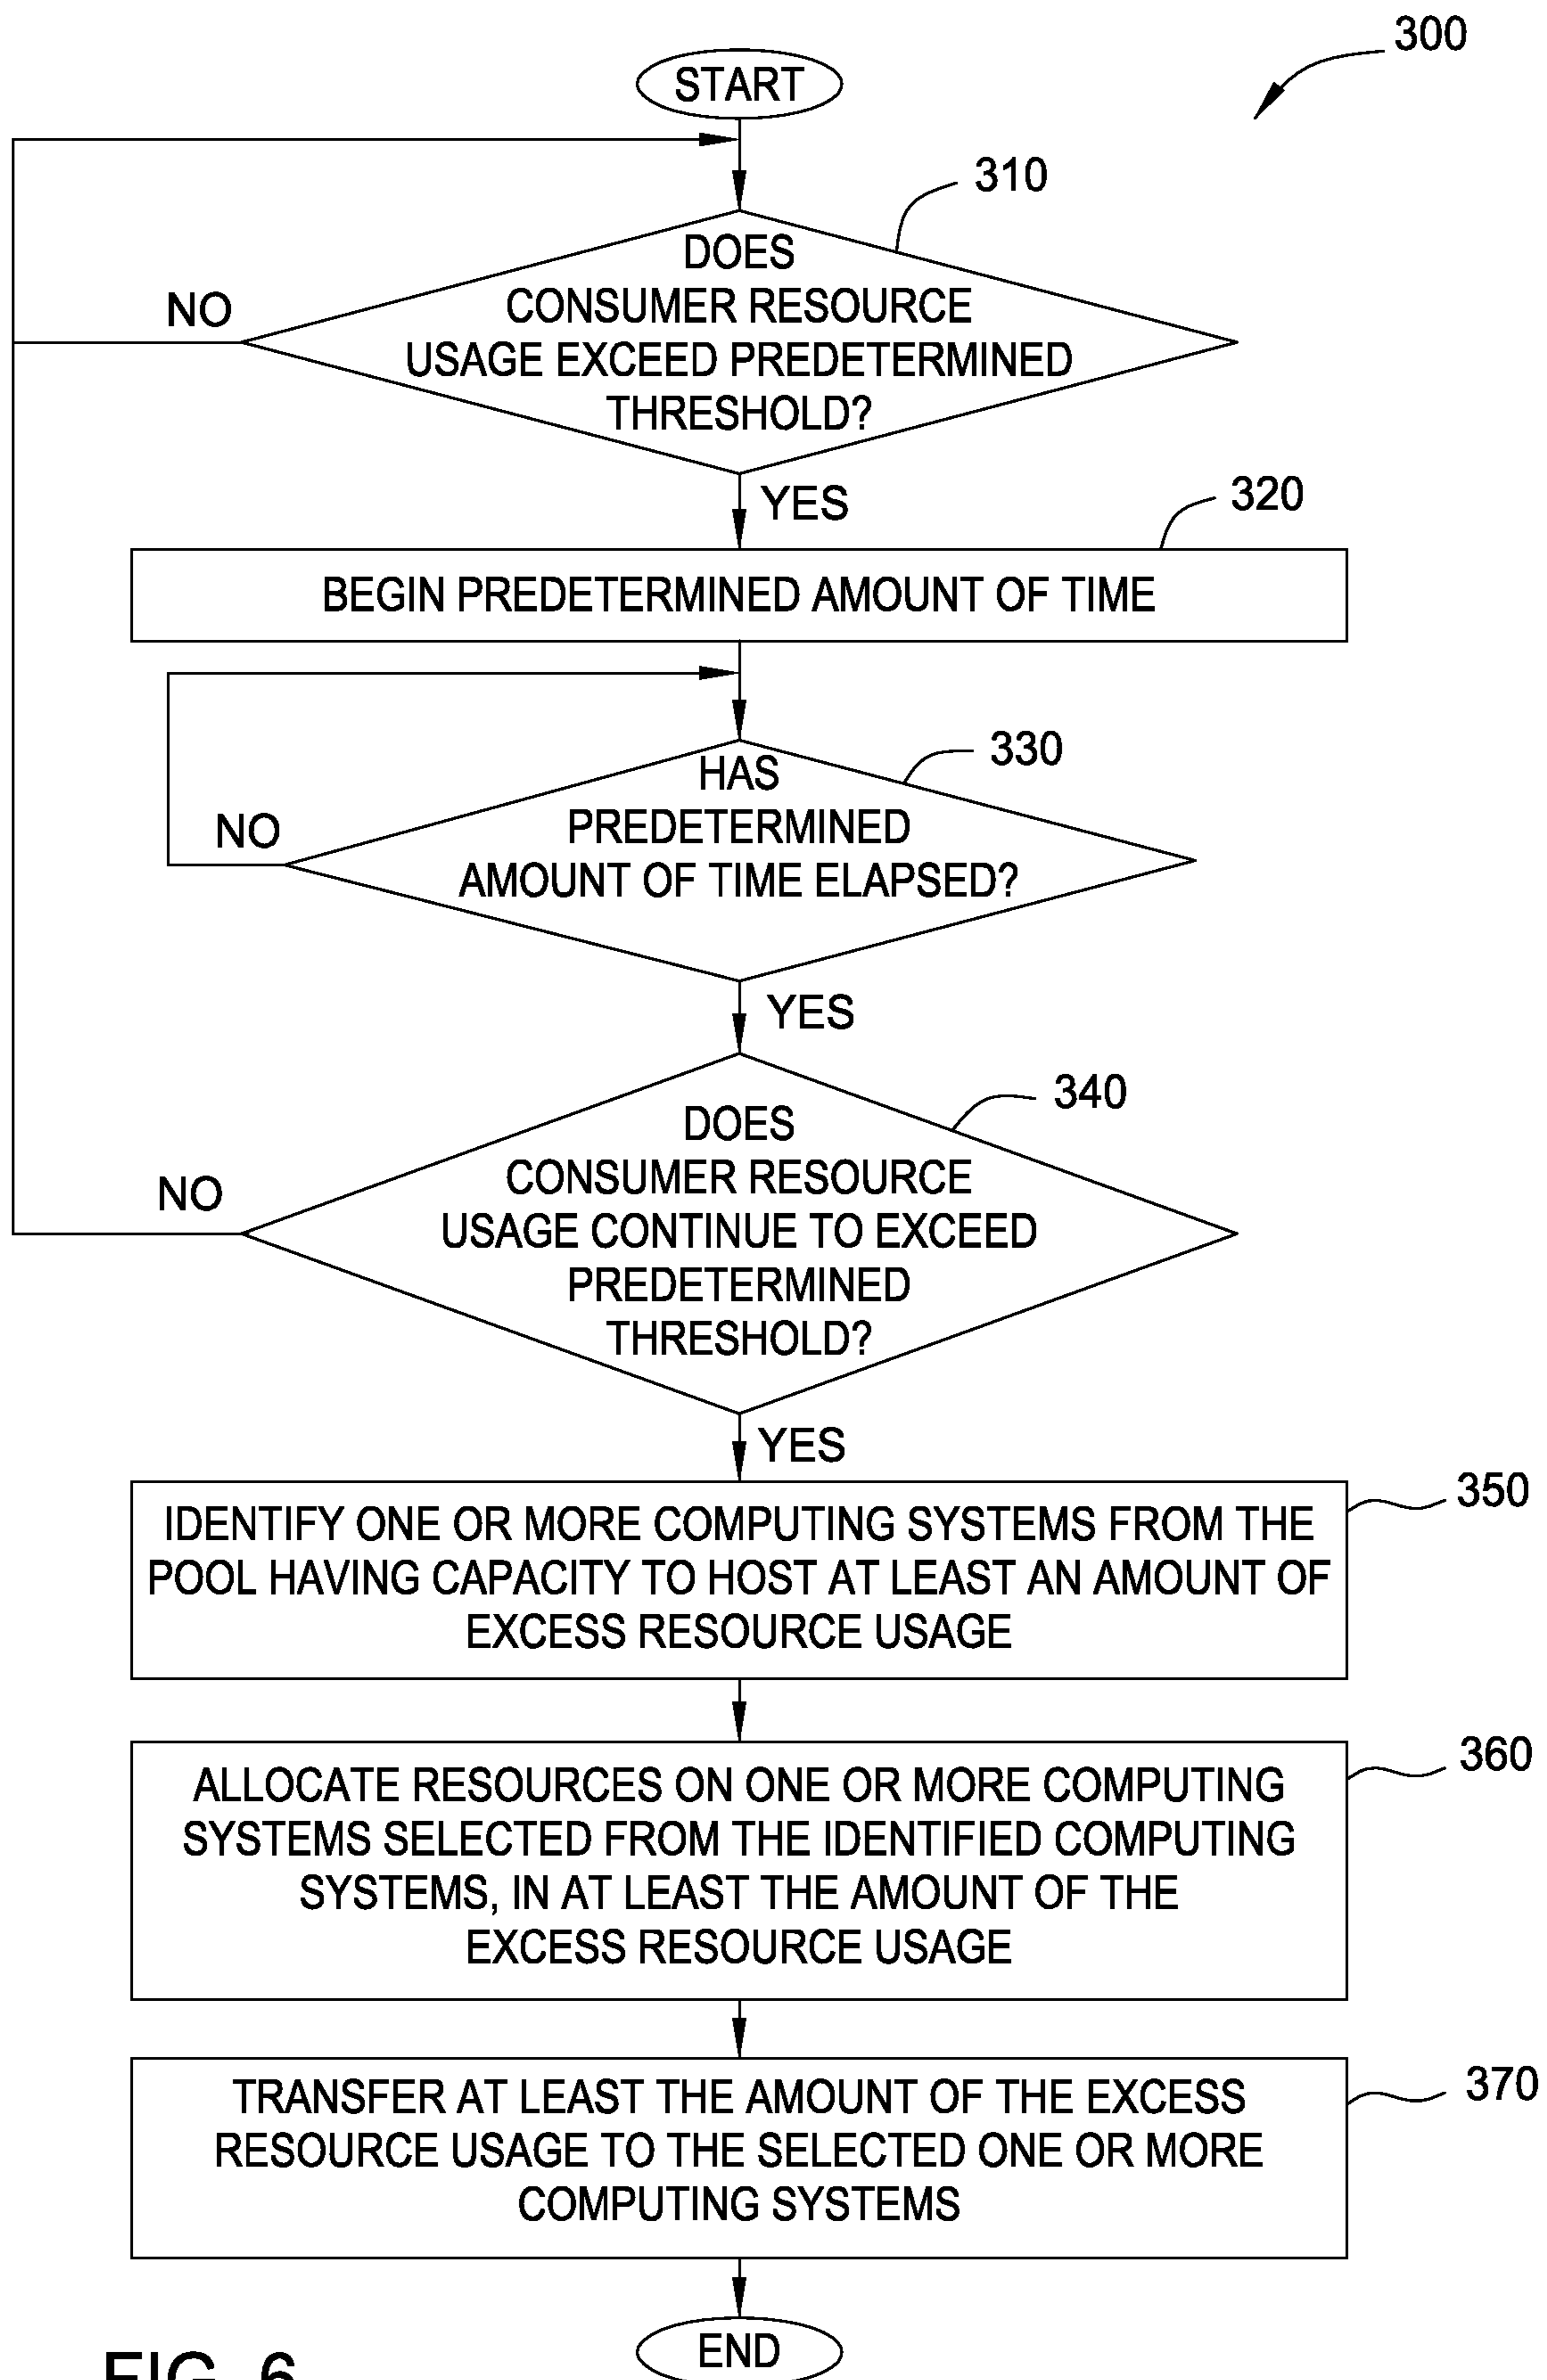 300
START
310
DOES
CONSUMER RESOURCE
USAGE EXCEED PREDETERMINED
THRESHOLD?
NO
YES
320
BEGIN PREDETERMINED AMOUNT OF TIME
330
HAS
PREDETERMINED
AMOUNT OF TIME ELAPSED?
NO
YES
340
DOES
CONSUMER RESOURCE
USAGE CONTINUE TO EXCEED
PREDETERMINED
THRESHOLD?
NO
YES
350
IDENTIFY ONE OR MORE COMPUTING SYSTEMS FROM THE
POOL HAVING CAPACITY TO HOST AT LEAST AN AMOUNT OF
EXCESS RESOURCE USAGE
360
ALLOCATE RESOURCES ON ONE OR MORE COMPUTING
SYSTEMS SELECTED FROM THE IDENTIFIED COMPUTING
SYSTEMS, IN AT LEAST THE AMOUNT OF THE
EXCESS RESOURCE USAGE
370
TRANSFER AT LEAST THE AMOUNT OF THE EXCESS
RESOURCE USAGE TO THE SELECTED ONE OR MORE
COMPUTING SYSTEMS
END
FIG. 6